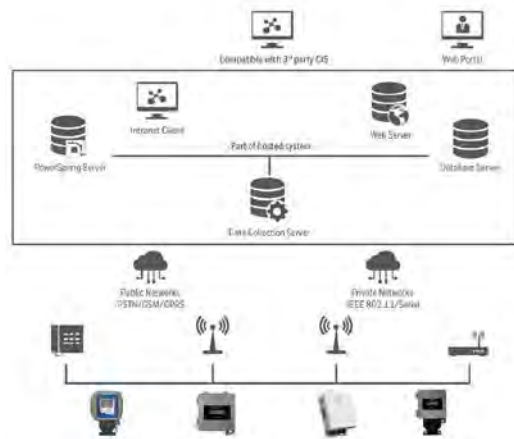 Compatible with 3rd party CIS
Web Portal
Intranet Client
Web Server
Part of hosted system
PowerSpring Server
Database Server
Data Collection Server
Public Networks
PSTN/GSM/GPRS
Private Networks
IEEE 802.11/Serial